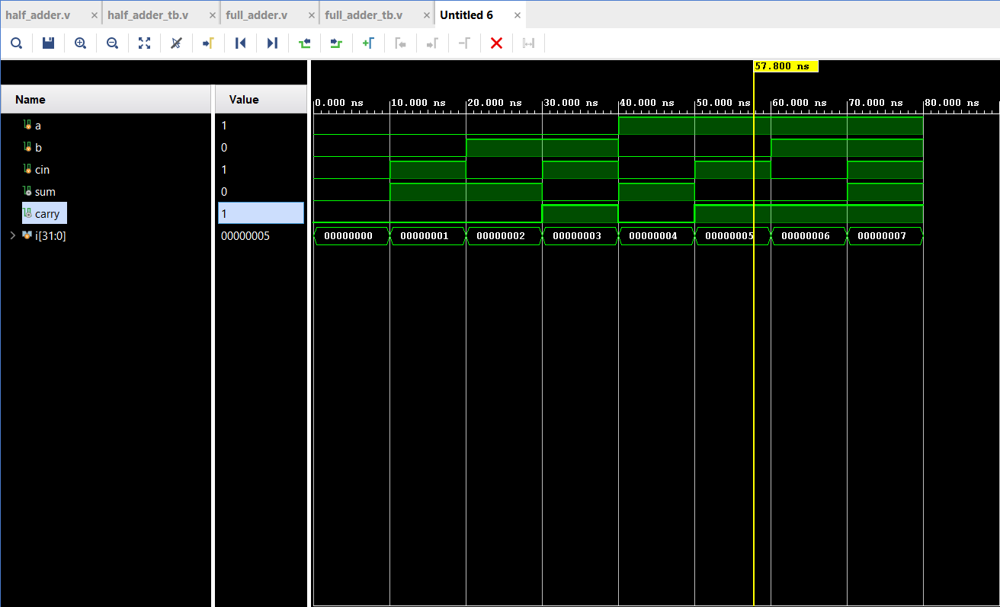 half_adder.v × half_adder_tb.v × full_adder.v × full_adder_tb.v × Untitled 6 ×
57.800 ns
Name Value
0.000 ns 10.000 ns 20.000 ns 30.000 ns 40.000 ns 50.000 ns 60.000 ns 70.000 ns 80.000 ns
a 1
b 0
cin 1
sum 0
carry 1
i[31:0] 00000005 00000000 00000001 00000002 00000003 00000004 00000005 00000006 00000007